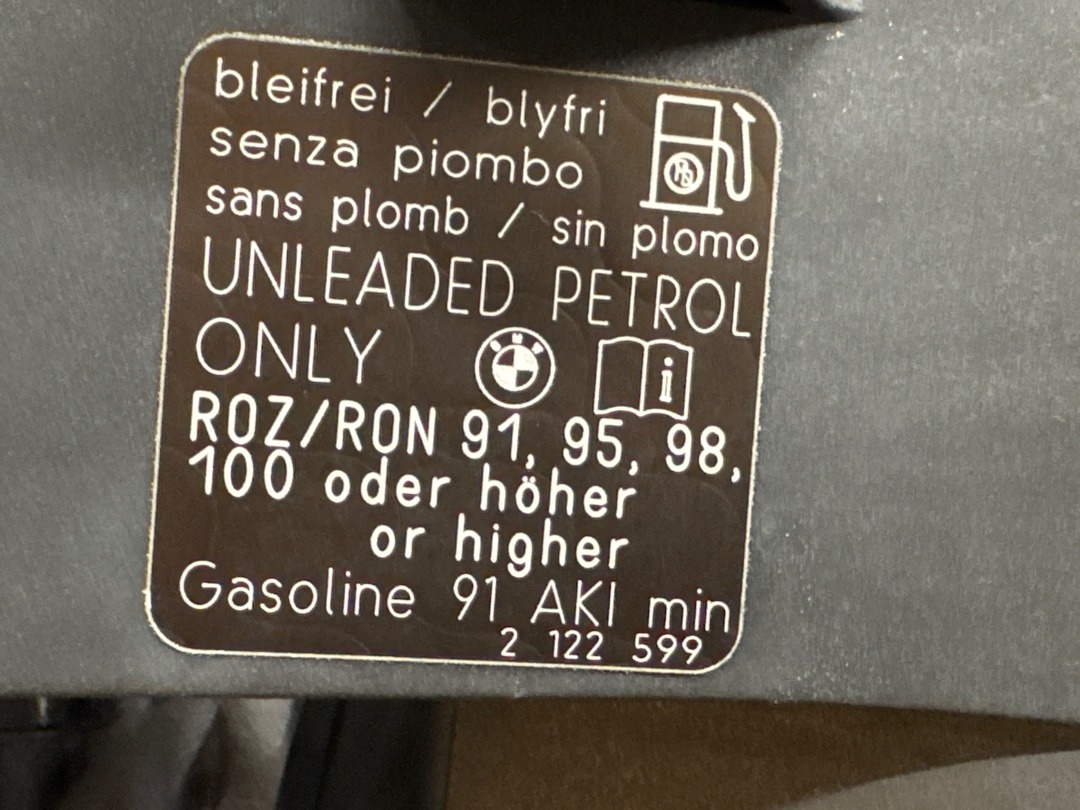 bleifrei / blyfri
senza piombo
sans plomb / sin plomo
UNLEADED PETROL
ONLY BMW i
ROZ/RON 91, 95, 98,
100 oder höher
or higher
Gasoline 91 AKI min
2 122 599